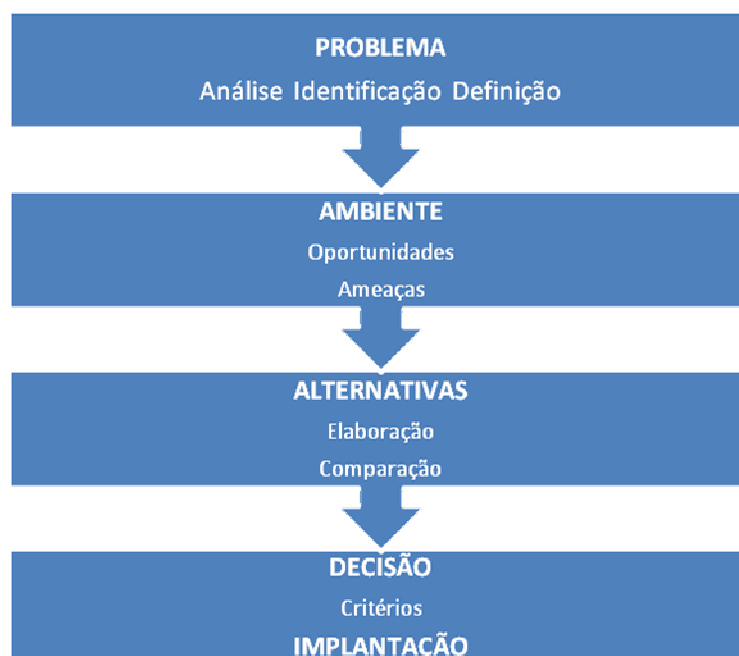 PROBLEMA
Análise Identificação Definição
AMBIENTE
Oportunidades
Ameaças
ALTERNATIVAS
Elaboração
Comparação
DECISÃO
Critérios
IMPLANTAÇÃO